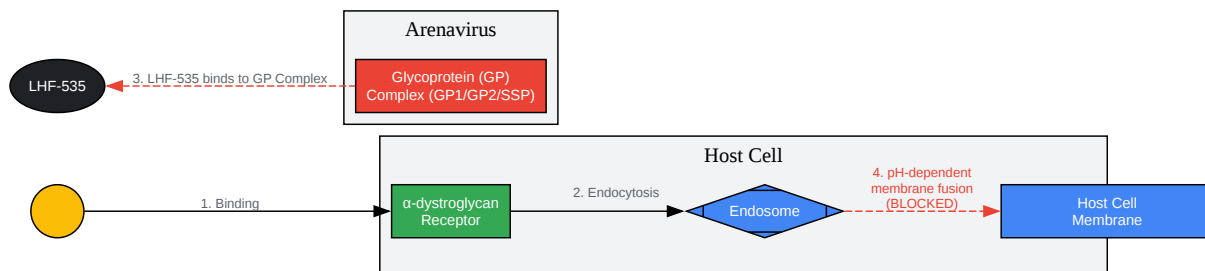 Arenavirus
LHF-535
3. LHF-535 binds to GP Complex
Glycoprotein (GP)
Complex (GP1/GP2/SSP)
Host Cell
1. Binding
α-dystroglycan
Receptor
2. Endocytosis
Endosome
4. pH-dependent
membrane fusion
(BLOCKED)
Host Cell
Membrane